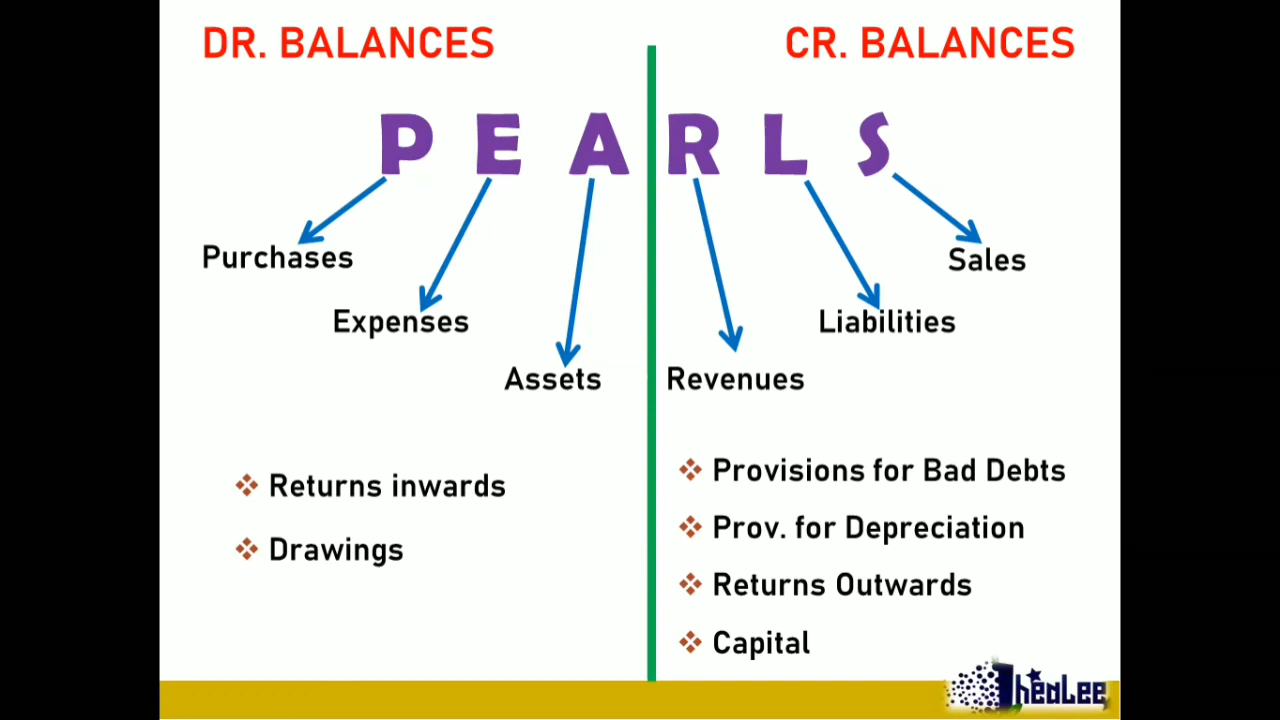 DR. BALANCES
CR. BALANCES
P E A R L S
Purchases
Sales
Expenses
Liabilities
Assets
Revenues
Returns inwards
Drawings
Provisions for Bad Debts
Prov. for Depreciation
Returns Outwards
Capital
TheaLee